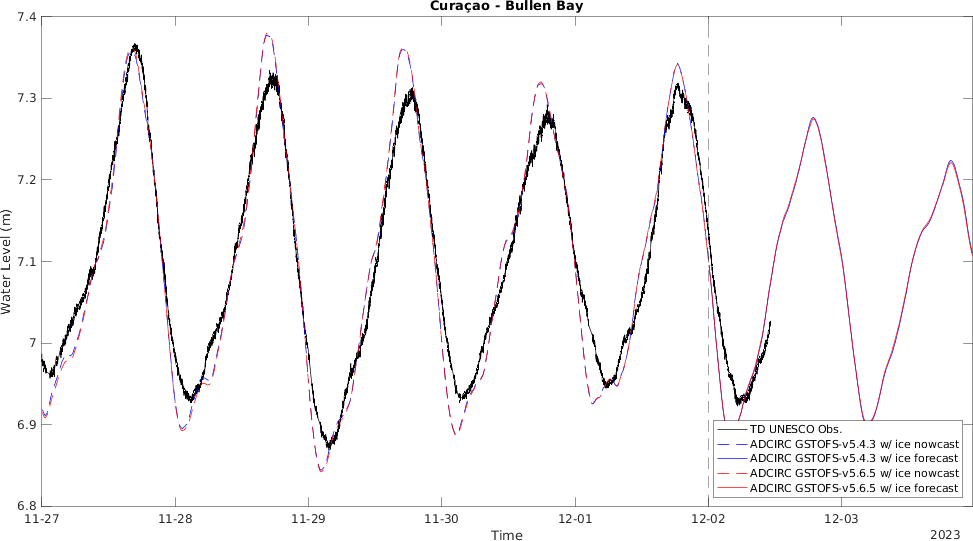 Curaçao - Bullen Bay
7.4
7.3
7.2
7.1
7
6.9
6.8
Water Level (m)
TD UNESCO Obs.
ADCIRC GSTOFS-v5.4.3 w/ ice nowcast
ADCIRC GSTOFS-v5.4.3 w/ ice forecast
ADCIRC GSTOFS-v5.6.5 w/ ice nowcast
ADCIRC GSTOFS-v5.6.5 w/ ice forecast
11-27 11-28 11-29 11-30 12-01 12-02 12-03
Time
2023